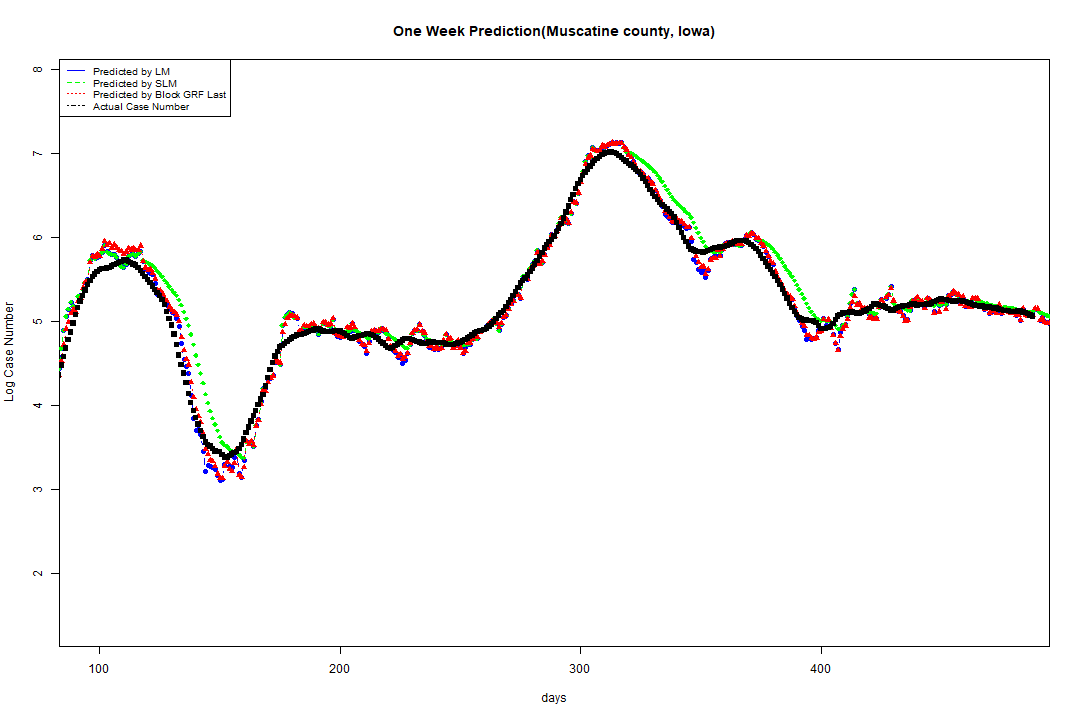 One Week Prediction(Muscatine county, Iowa)
Predicted by LM
Predicted by SLM
Predicted by Block GRF Last
Actual Case Number
Log Case Number
8
7
6
5
4
3
2
100 200 300 400
days